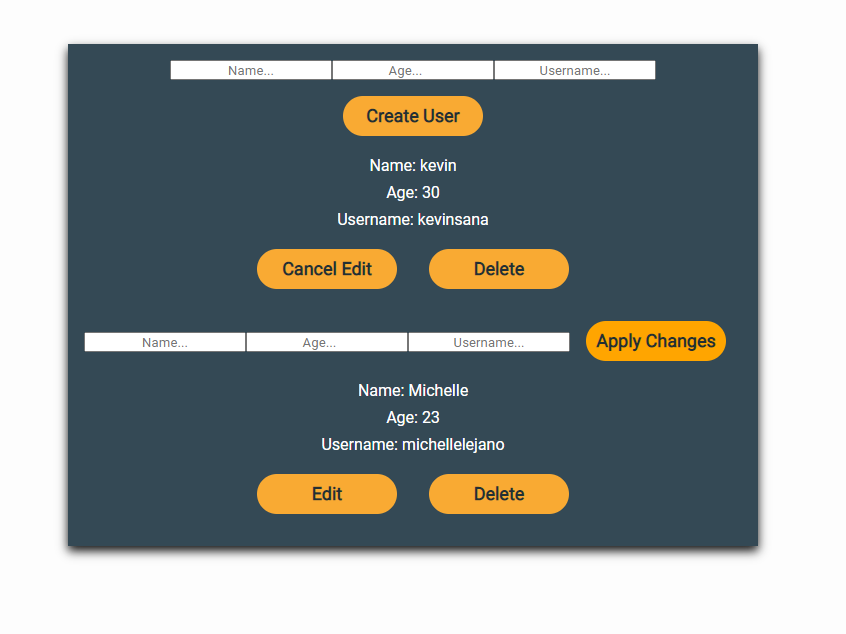 Name... Age... Username...
Create User
Name: kevin
Age: 30
Username: kevinsana
Cancel Edit Delete
Name... Age... Username... Apply Changes
Name: Michelle
Age: 23
Username: michellelejano
Edit Delete